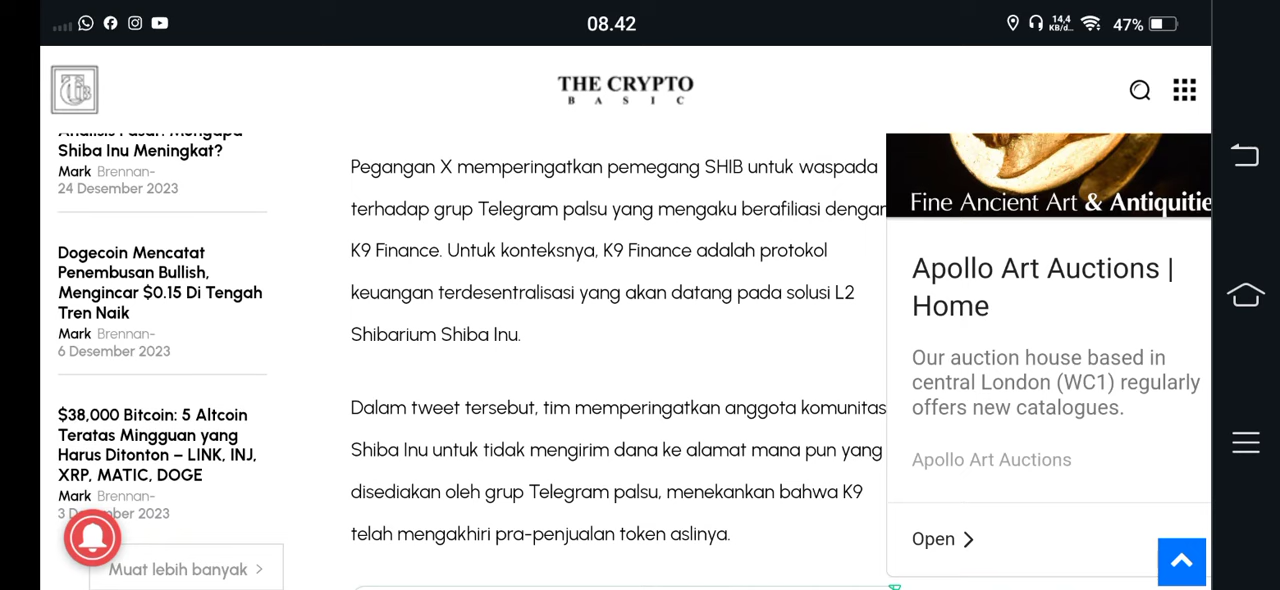 08.42
14,4
KB/d...
47%
THE CRYPTO
BASIC
Analisis Pasar: Mengapa
Shiba Inu Meningkat?
Mark Brennan-
24 Desember 2023
Dogecoin Mencatat
Penembusan Bullish,
Mengincar $0.15 Di Tengah
Tren Naik
Mark Brennan-
6 Desember 2023
$38,000 Bitcoin: 5 Altcoin
Teratas Mingguan yang
Harus Ditonton – LINK, INJ,
XRP, MATIC, DOGE
Mark Brennan-
3 D mber 2023
Muat lebih banyak >
Pegangan X memperingatkan pemegang SHIB untuk waspada
terhadap grup Telegram palsu yang mengaku berafiliasi dengan
K9 Finance. Untuk konteksnya, K9 Finance adalah protokol
keuangan terdesentralisasi yang akan datang pada solusi L2
Shibarium Shiba Inu.
Dalam tweet tersebut, tim memperingatkan anggota komunitas
Shiba Inu untuk tidak mengirim dana ke alamat mana pun yang
disediakan oleh grup Telegram palsu, menekankan bahwa K9
telah mengakhiri pra-penjualan token aslinya.
Fine Ancient Art & Antiquitie
Apollo Art Auctions |
Home
Our auction house based in
central London (WC1) regularly
offers new catalogues.
Apollo Art Auctions
Open >